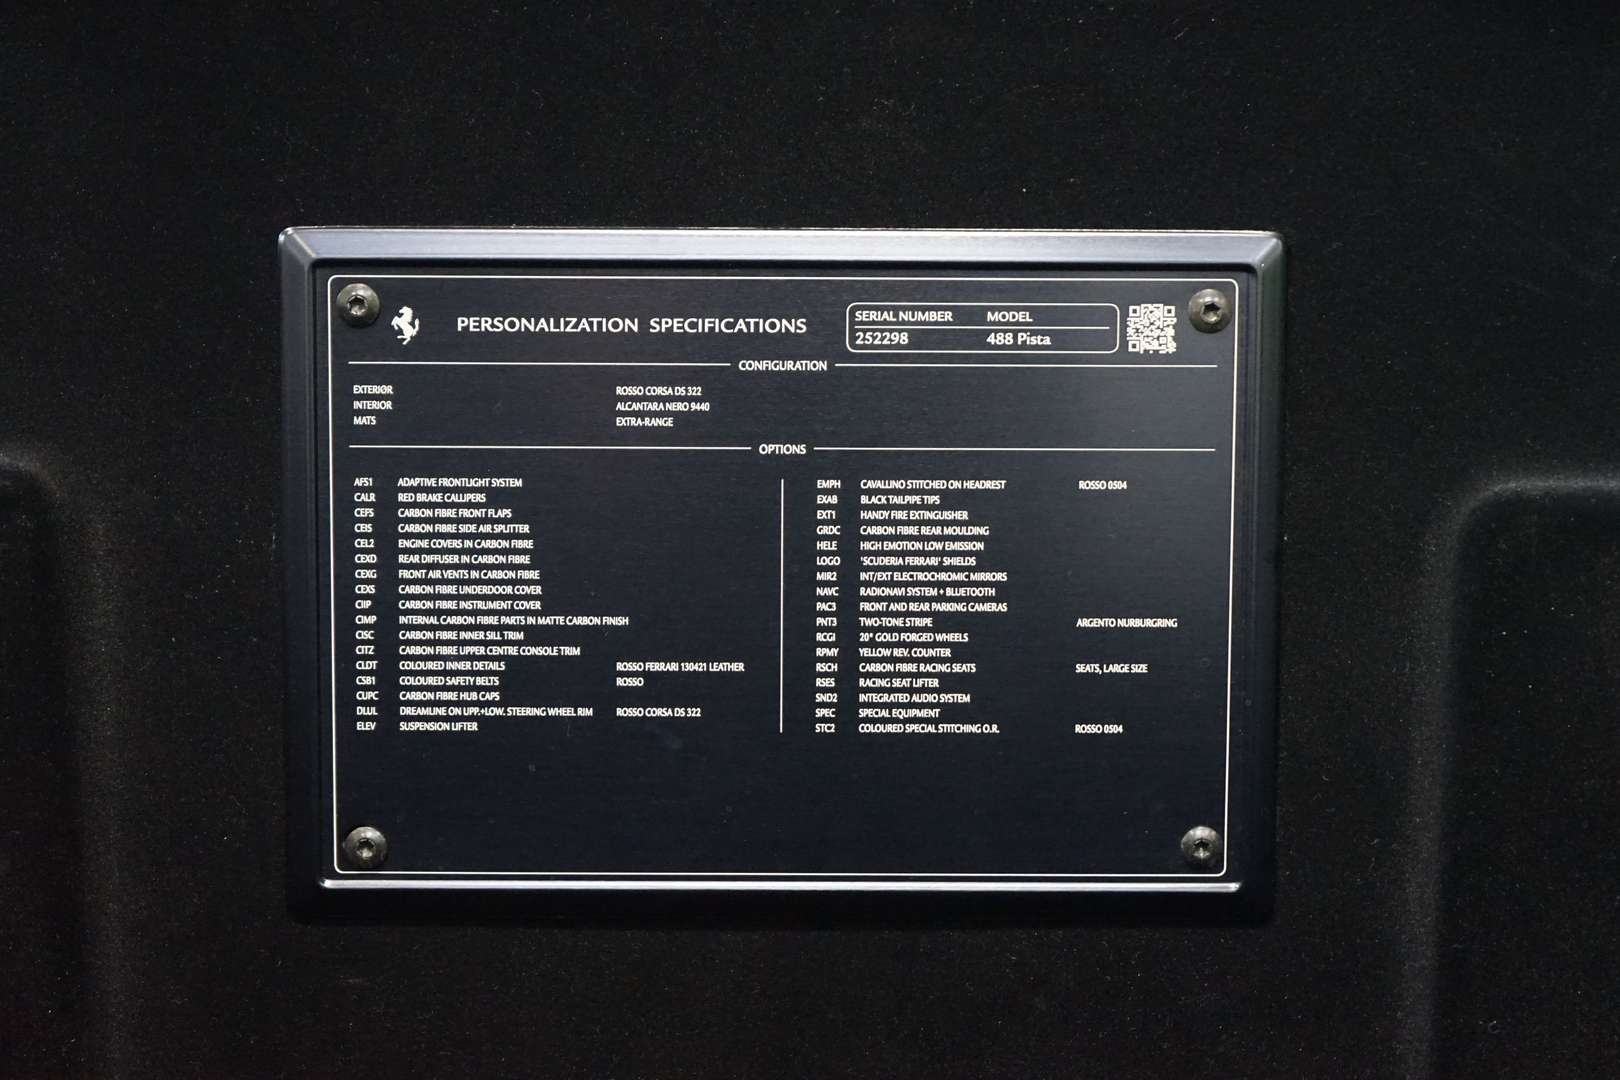 PERSONALIZATION SPECIFICATIONS
SERIAL NUMBER MODEL
252298 488 Pista
CONFIGURATION
EXTERIOR ROSSO CORSA DS 322
INTERIOR ALCANTARA NERO 9440
MATS EXTRA-RANGE
OPTIONS
AFS1 ADAPTIVE FRONTLIGHT SYSTEM
CALR RED BRAKE CALLIPERS
CEFS CARBON FIBRE FRONT FLAPS
CEIS CARBON FIBRE SIDE AIR SPLITTER
CEL2 ENGINE COVERS IN CARBON FIBRE
CEXD REAR DIFFUSER IN CARBON FIBRE
CEXG FRONT AIR VENTS IN CARBON FIBRE
CEXS CARBON FIBRE UNDERDOOR COVER
CIIP CARBON FIBRE INSTRUMENT COVER
CIMP INTERNAL CARBON FIBRE PARTS IN MATTE CARBON FINISH
CISC CARBON FIBRE INNER SILL TRIM
CITZ CARBON FIBRE UPPER CENTRE CONSOLE TRIM
CLDT COLOURED INNER DETAILS ROSSO FERRARI 130421 LEATHER
CSB1 COLOURED SAFETY BELTS ROSSO
CUPC CARBON FIBRE HUB CAPS
DLUL DREAMLINE ON UPP.+LOW. STEERING WHEEL RIM ROSSO CORSA DS 322
ELEV SUSPENSION LIFTER
EMPH CAVALLINO STITCHED ON HEADREST ROSSO 0504
EXAB BLACK TAILPIPE TIPS
EXT1 HANDY FIRE EXTINGUISHER
GRDC CARBON FIBRE REAR MOULDING
HELE HIGH EMOTION LOW EMISSION
LOGO 'SCUDERIA FERRARI' SHIELDS
MIR2 INT/EXT ELECTROCHROMIC MIRRORS
NAVC RADIONAVI SYSTEM + BLUETOOTH
PAC3 FRONT AND REAR PARKING CAMERAS
PNT3 TWO-TONE STRIPE ARGENTO NURBURGRING
RCGI 20" GOLD FORGED WHEELS
RPMY YELLOW REV. COUNTER
RSCH CARBON FIBRE RACING SEATS SEATS, LARGE SIZE
RSES RACING SEAT LIFTER
SND2 INTEGRATED AUDIO SYSTEM
SPEC SPECIAL EQUIPMENT
STC2 COLOURED SPECIAL STITCHING O.R. ROSSO 0504